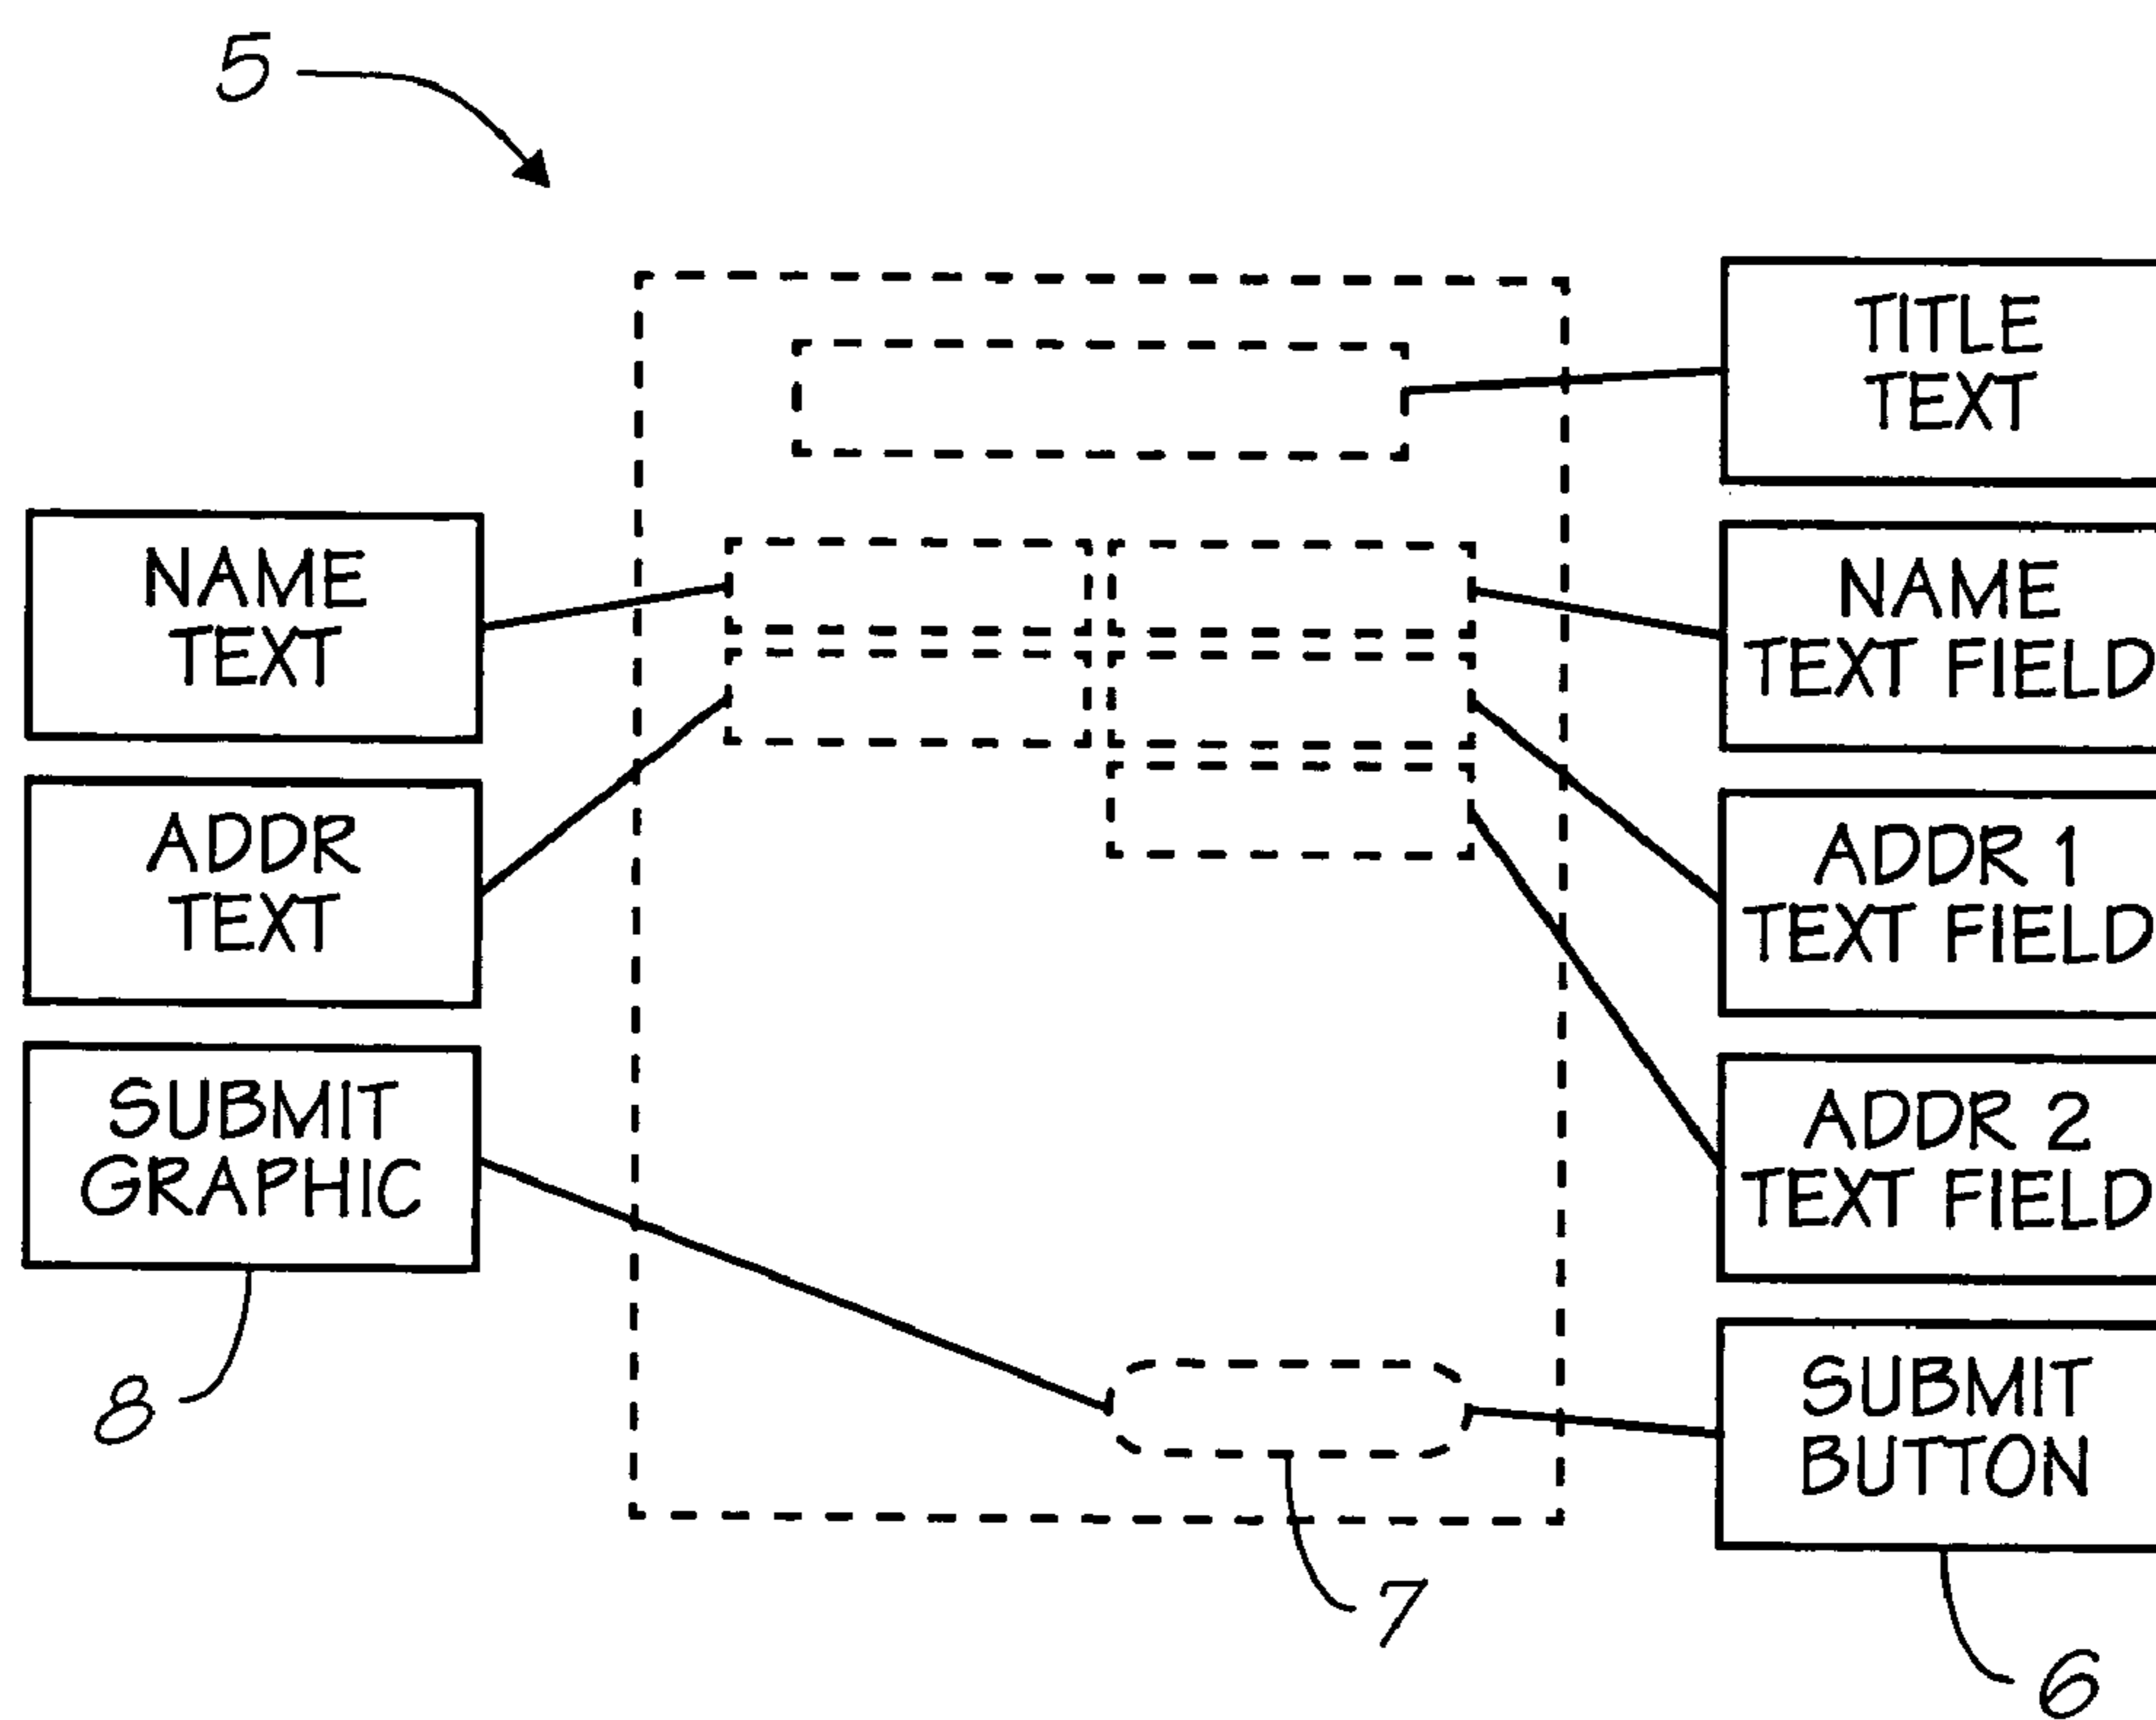 5
TITLE
TEXT
NAME
TEXT
NAME
TEXT FIELD
ADDR
TEXT
ADDR 1
TEXT FIELD
SUBMIT
GRAPHIC
ADDR 2
TEXT FIELD
8
SUBMIT
BUTTON
7
6